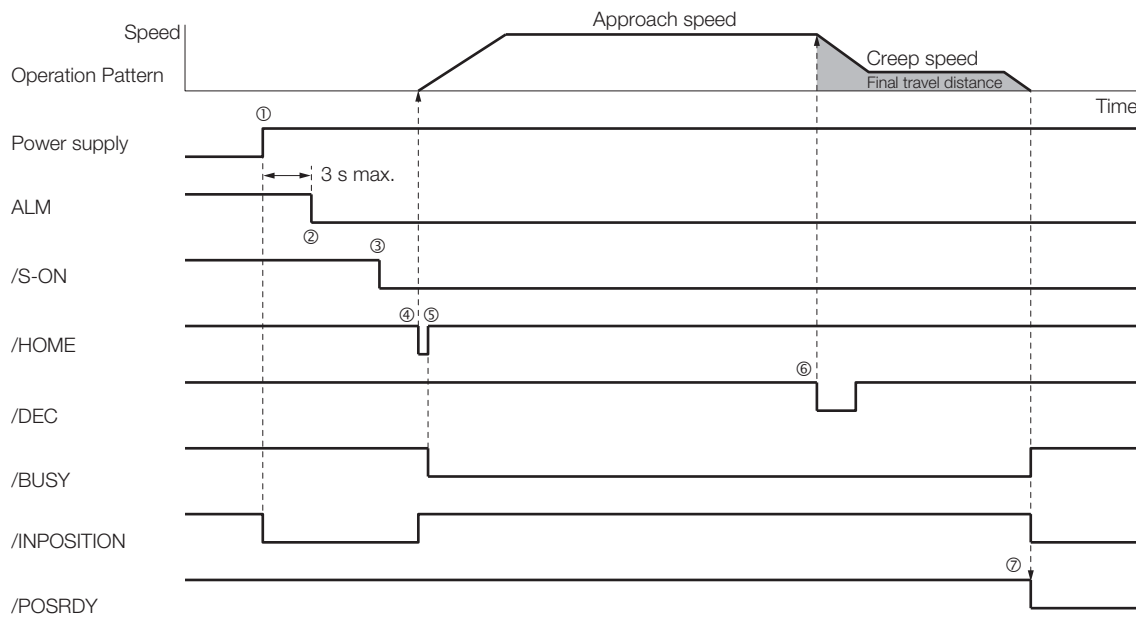 Speed
Approach speed
Operation Pattern
Creep speed
Final travel distance
Time
①
Power supply
3 s max.
ALM
②
③
/S-ON
④ ⑤
/HOME
⑥
/DEC
/BUSY
/INPOSITION
⑦
/POSRDY